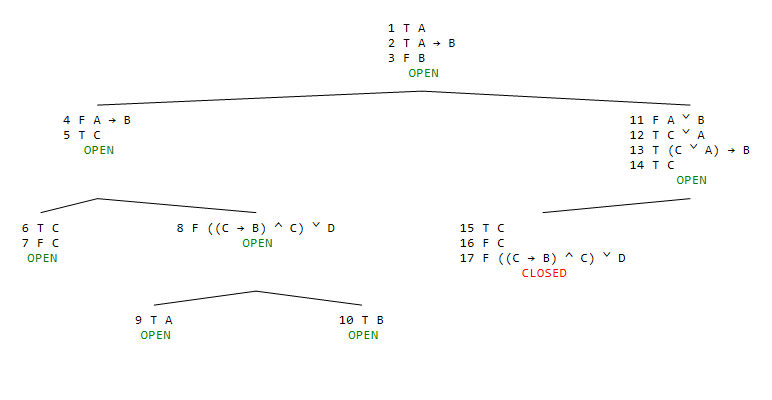 1 T A
2 T A → B
3 F B
OPEN
4 F A → B
5 T C
OPEN
11 F A ˅ B
12 T C ˅ A
13 T (C ˅ A) → B
14 T C
OPEN
6 T C
7 F C
OPEN
8 F ((C → B) ˄ C) ˅ D
OPEN
15 T C
16 F C
17 F ((C → B) ˄ C) ˅ D
CLOSED
9 T A
OPEN
10 T B
OPEN